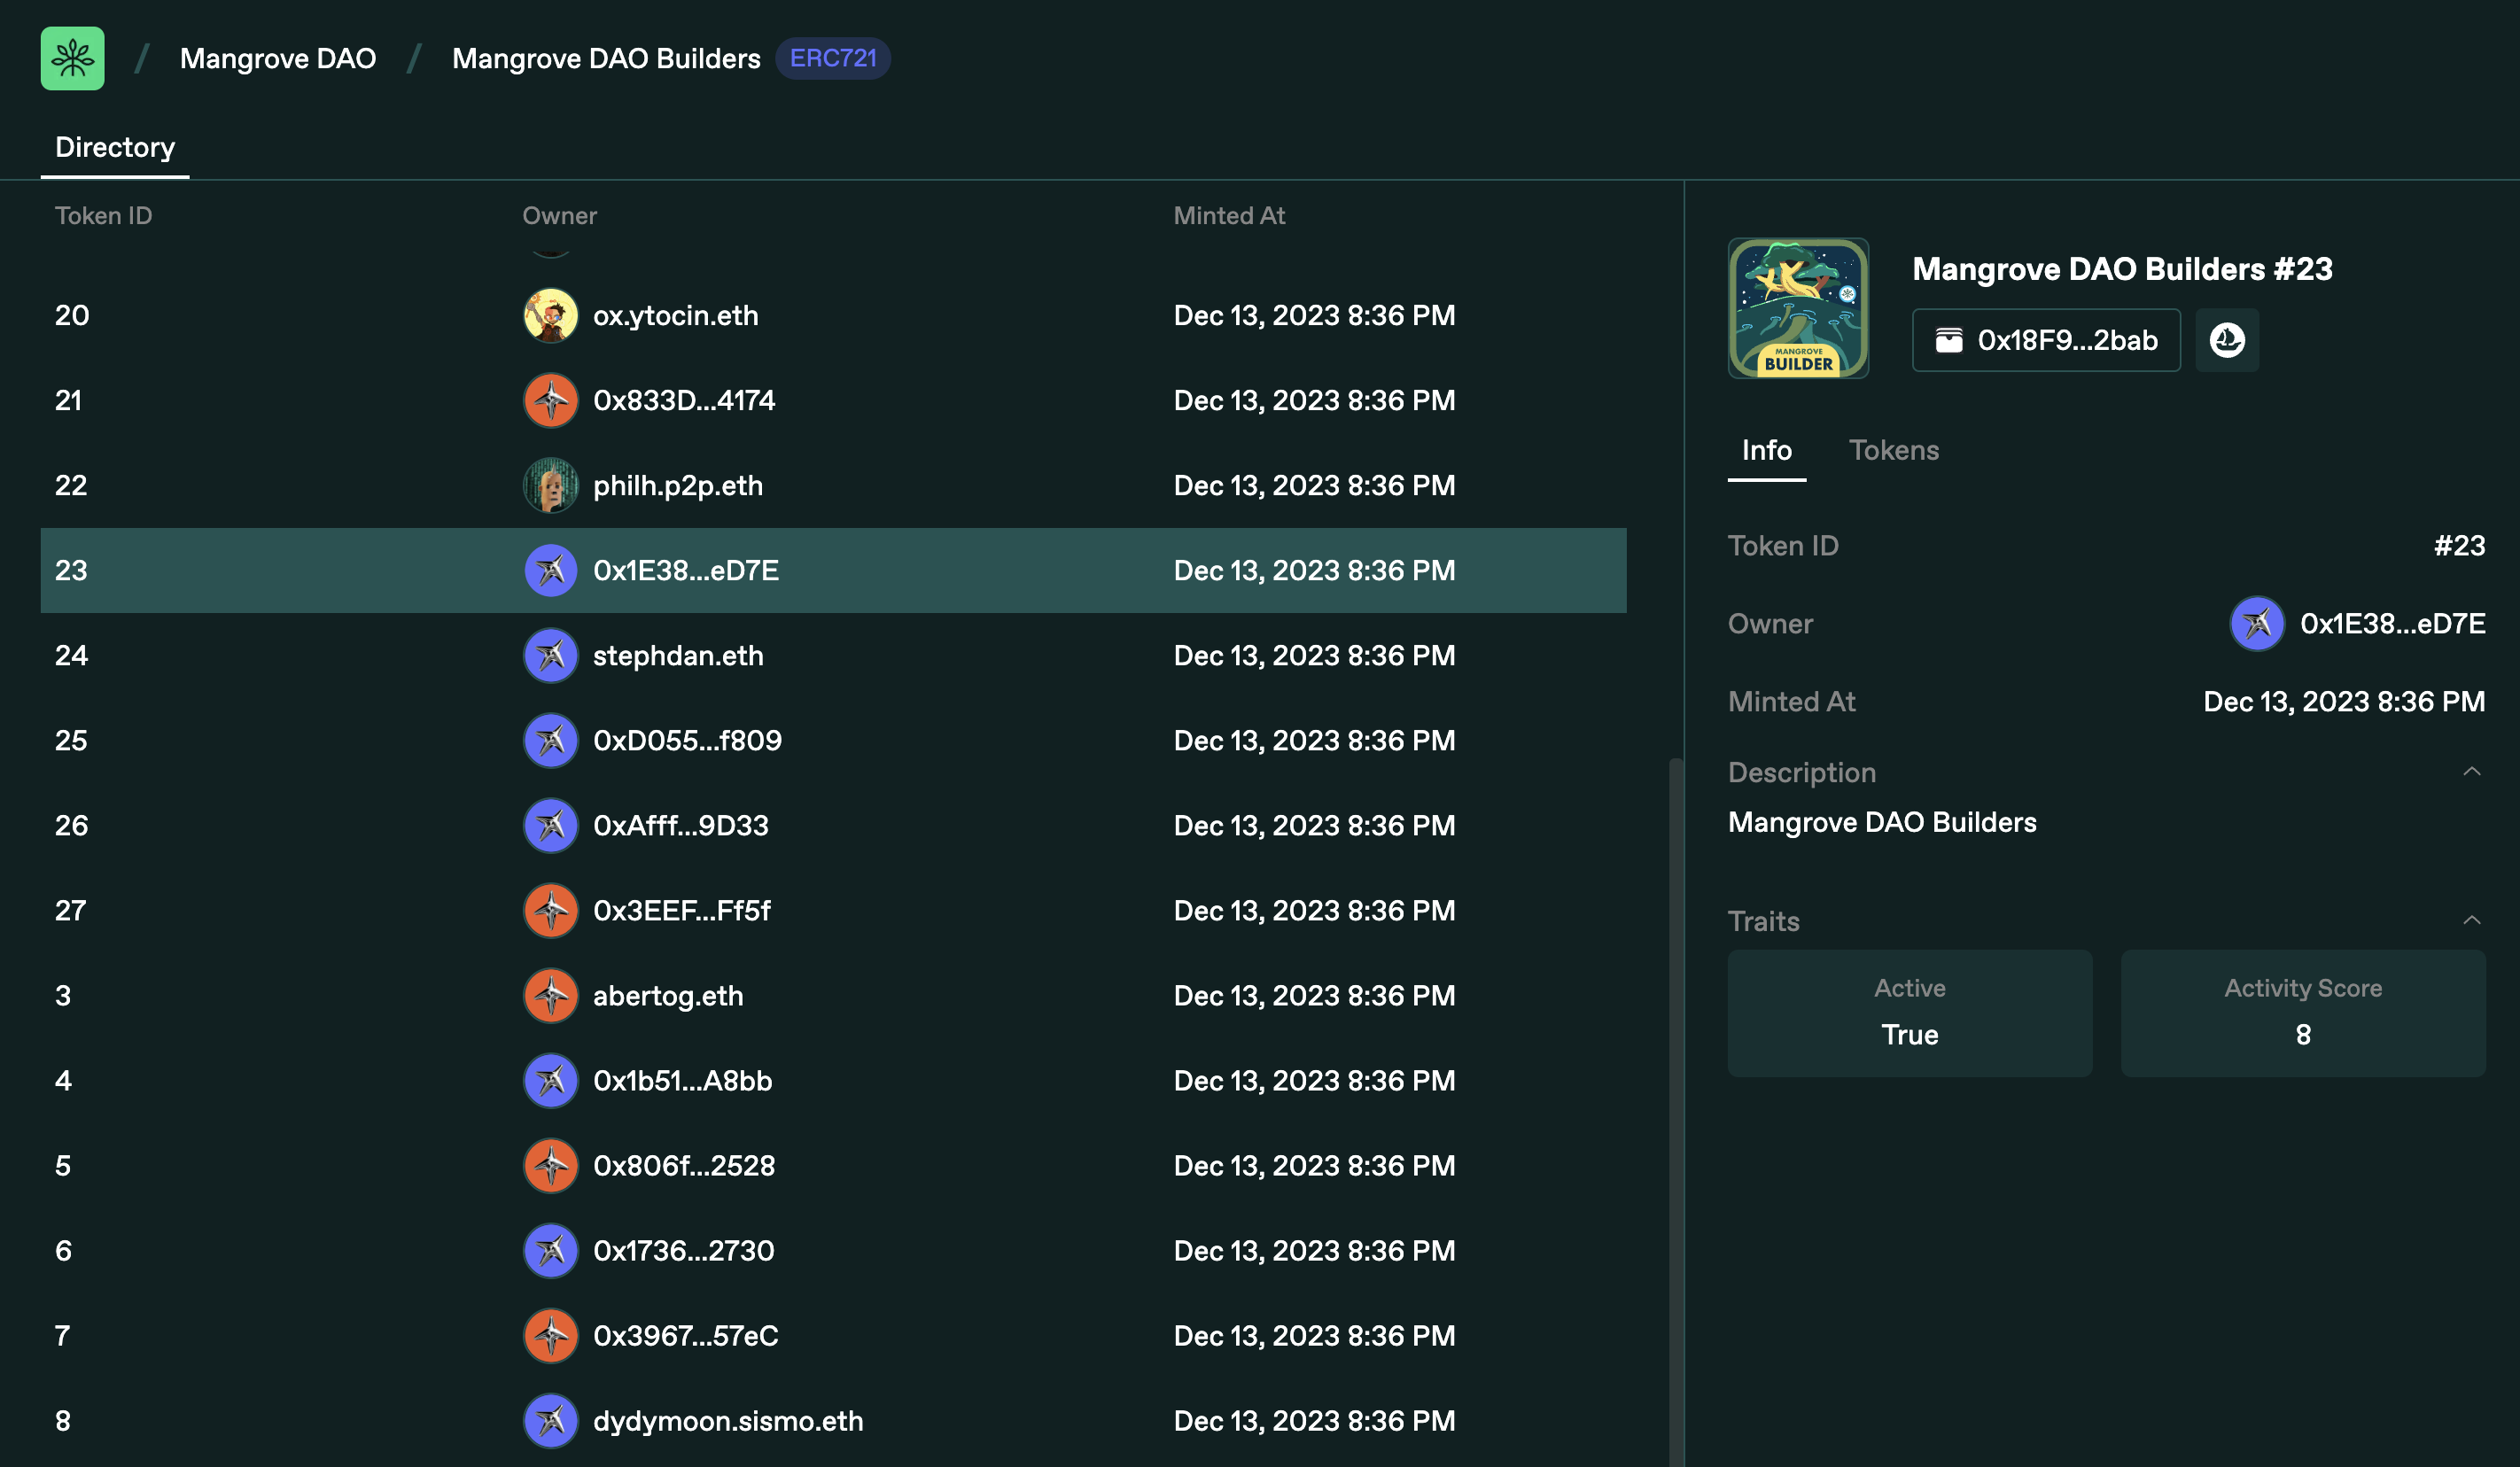 / Mangrove DAO / Mangrove DAO Builders ERC721
Directory
Token ID Owner Minted At
20 ox.ytocin.eth Dec 13, 2023 8:36 PM
21 0x833D...4174 Dec 13, 2023 8:36 PM
22 philh.p2p.eth Dec 13, 2023 8:36 PM
23 0x1E38...eD7E Dec 13, 2023 8:36 PM
24 stephdan.eth Dec 13, 2023 8:36 PM
25 0xD055...f809 Dec 13, 2023 8:36 PM
26 0xAfff...9D33 Dec 13, 2023 8:36 PM
27 0x3EEF...Ff5f Dec 13, 2023 8:36 PM
3 abertog.eth Dec 13, 2023 8:36 PM
4 0x1b51...A8bb Dec 13, 2023 8:36 PM
5 0x806f...2528 Dec 13, 2023 8:36 PM
6 0x1736...2730 Dec 13, 2023 8:36 PM
7 0x3967...57eC Dec 13, 2023 8:36 PM
8 dydymoon.sismo.eth Dec 13, 2023 8:36 PM
MANGROVE
BUILDER
Mangrove DAO Builders #23
0x18F9...2bab
Info Tokens
Token ID #23
Owner 0x1E38...eD7E
Minted At Dec 13, 2023 8:36 PM
Description
Mangrove DAO Builders
Traits
Active
True
Activity Score
8